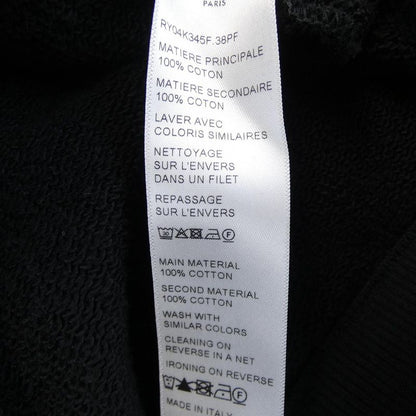 PARIS
RY04K345F.38PF
MATIERE PRINCIPALE
100% COTON
MATIERE SECONDAIRE
100% COTON
LAVER AVEC
COLORIS SIMILAIRES
NETTOYAGE
SUR L'ENVERS
DANS UN FILET
REPASSAGE
SUR L'ENVERS
MAIN MATERIAL
100% COTTON
SECOND MATERIAL
100% COTTON
WASH WITH
SIMILAR COLORS
CLEANING ON
REVERSE IN A NET
IRONING ON REVERSE
MADE IN ITALY